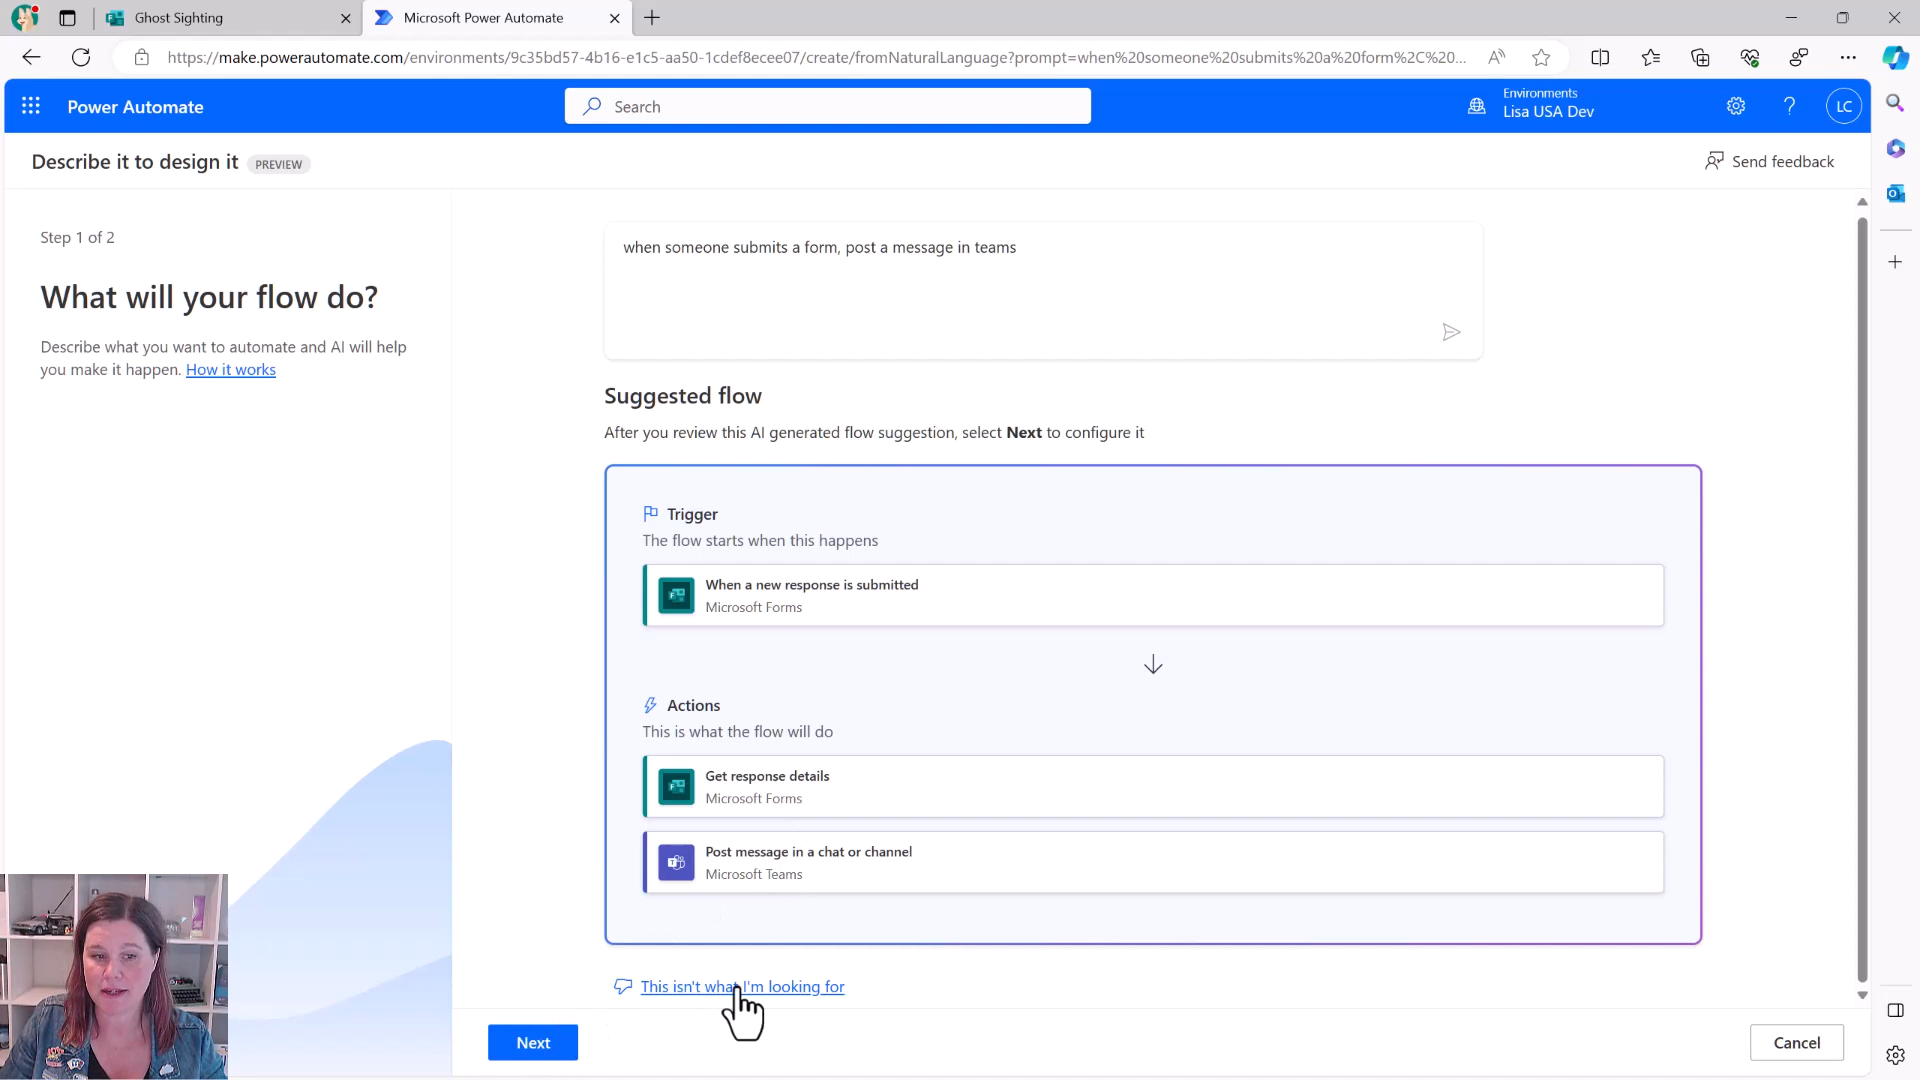 Ghost Sighting
Microsoft Power Automate
https://make.powerautomate.com/environments/9c35bd57-4b16-e1c5-aa50-1cdef8ecee07/create/fromNaturalLanguage?prompt=when%20someone%20submits%20a%20form%2C%20...
Power Automate
Search
Environments
Lisa USA Dev
LC
Describe it to design it
PREVIEW
Send feedback
Step 1 of 2
What will your flow do?
Describe what you want to automate and AI will help
you make it happen. How it works
when someone submits a form, post a message in teams
Suggested flow
After you review this AI generated flow suggestion, select Next to configure it
Trigger
The flow starts when this happens
When a new response is submitted
Microsoft Forms
Actions
This is what the flow will do
Get response details
Microsoft Forms
Post message in a chat or channel
Microsoft Teams
This isn't what I'm looking for
Next
Cancel